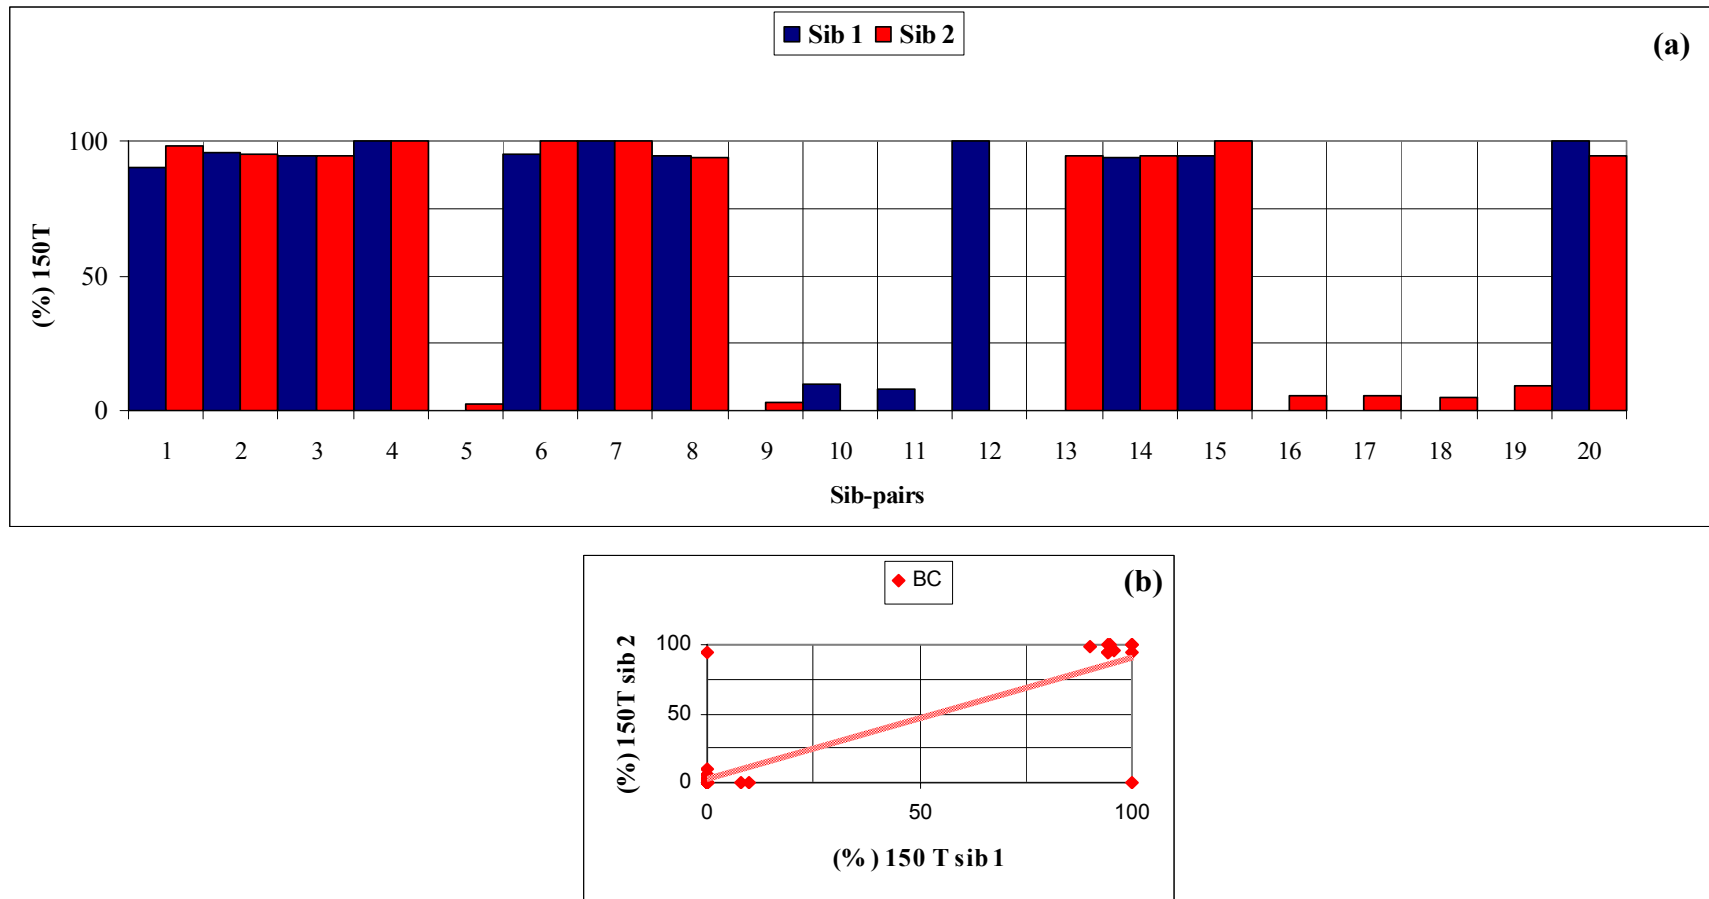 Sib 1 Sib 2
(a)
(%) 150T
100
50
0
1 2 3 4 5 6 7 8 9 10 11 12 13 14 15 16 17 18 19 20
Sib-pairs
BC
(b)
(%) 150T sib 2
100
50
0
0 50 100
(%) 150 T sib 1